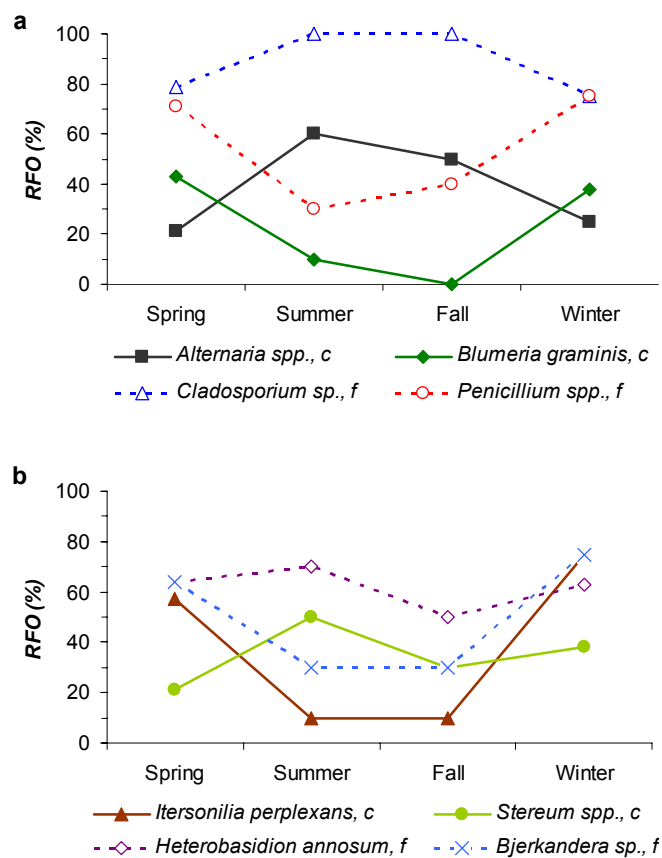 a
100
80
60
40
20
0
RFO (%)
Spring Summer Fall Winter
Alternaria spp., c Blumeria graminis, c
Cladosporium sp., f Penicillium spp., f
b
100
80
60
40
20
0
RFO (%)
Spring Summer Fall Winter
Itersonilia perplexans, c Stereum spp., c
Heterobasidion annosum, f Bjerkandera sp., f